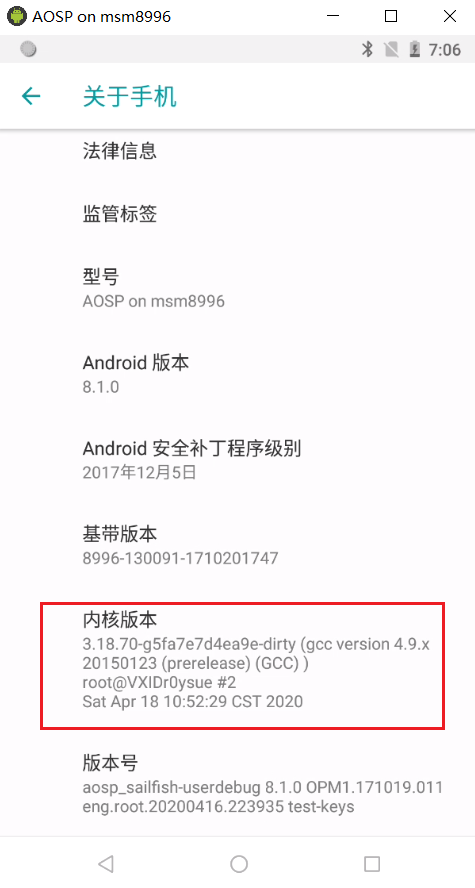 AOSP on msm8996
7:06
关于手机
法律信息
监管标签
型号
AOSP on msm8996
Android 版本
8.1.0
Android 安全补丁程序级别
2017年12月5日
基带版本
8996-130091-1710201747
内核版本
3.18.70-g5fa7e7d4ea9e-dirty (gcc version 4.9.x
20150123 (prerelease) (GCC) )
root@VXIDr0ysue #2
Sat Apr 18 10:52:29 CST 2020
版本号
aosp_sailfish-userdebug 8.1.0 OPM1.171019.011
eng.root.20200416.223935 test-keys